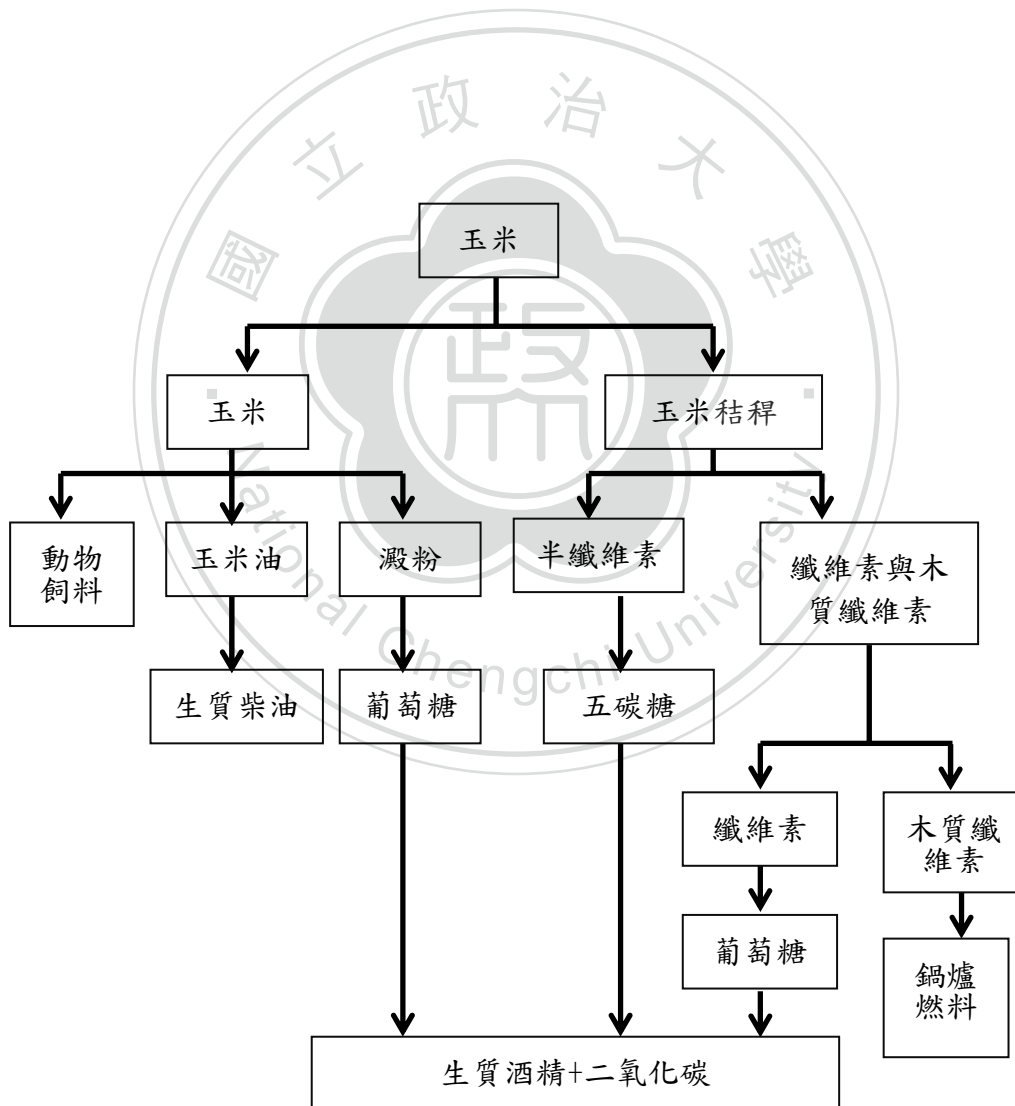 國立政治大學
玉米
玉米
玉米秸稈
動物
飼料
玉米油
澱粉
半纖維素
纖維素與木
質纖維素
生質柴油
葡萄糖
五碳糖
纖維素
木質纖
維素
葡萄糖
鍋爐
燃料
生質酒精+二氧化碳
政
National Chengchi University